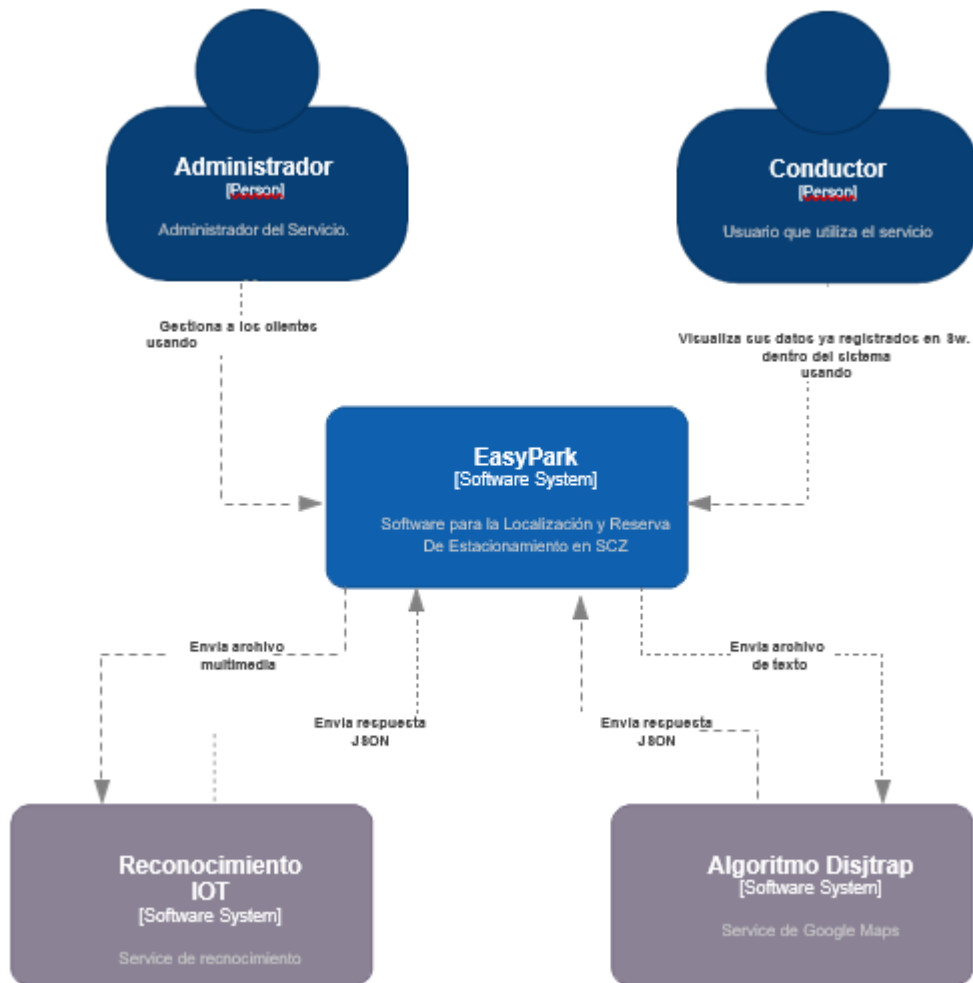 Administrador
[Person]
Administrador del Servicio.
Conductor
[Person]
Usuario que utiliza el servicio
Gestiona a los clientes
usando
Visualiza sus datos ya registrados en Sw.
dentro del sistema
usando
EasyPark
[Software System]
Software para la Localización y Reserva
De Estacionamiento en SCZ
Envia archivo
multimedia
Envia archivo
de texto
Envia respuesta
JSON
Envia respuesta
JSON
Reconocimiento
IOT
[Software System]
Service de recnocimiento
Algoritmo Disjtrap
[Software System]
Service de Google Maps